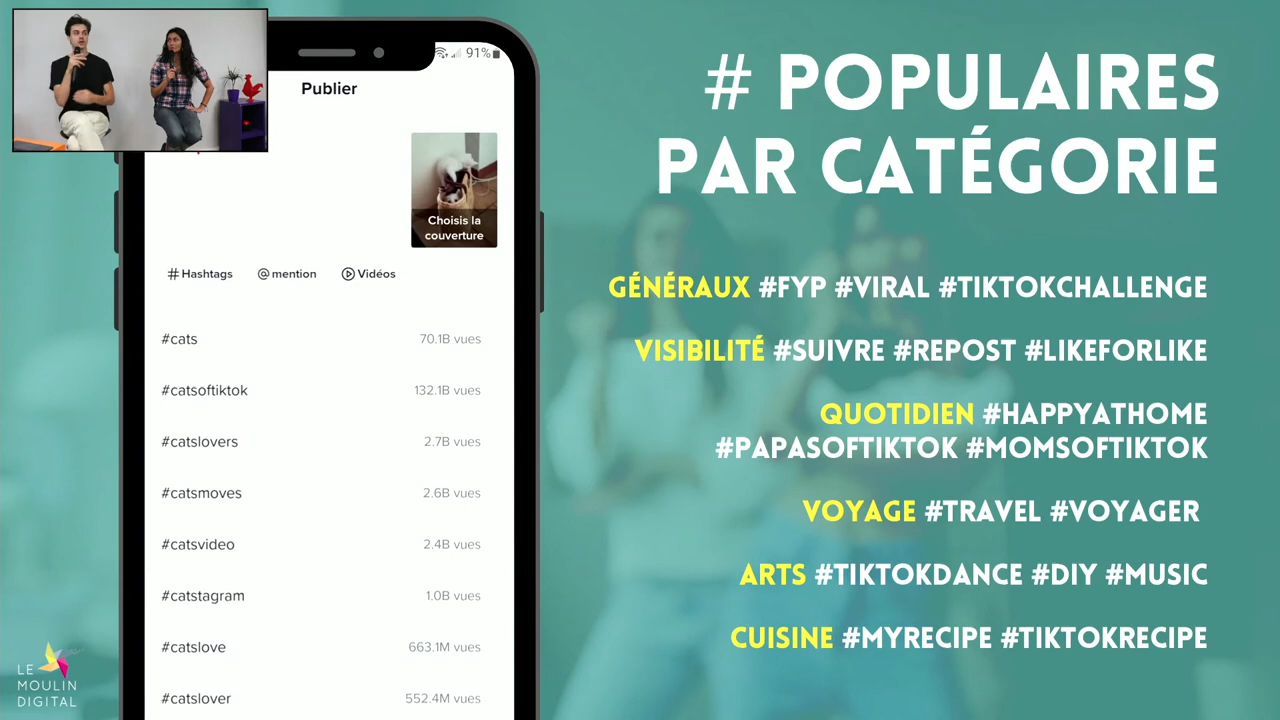 91%
Publier
Choisis la
couverture
# Hashtags @ mention Vidéos
#cats 70.1B vues
#catsoftiktok 132.1B vues
#catslovers 2.7B vues
#catsmoves 2.6B vues
#catsvideo 2.4B vues
#catstagram 1.0B vues
#catslove 663.1M vues
#catslover 552.4M vues
# POPULAIRES
PAR CATÉGORIE
GÉNÉRAUX #FYP #VIRAL #TIKTOKCHALLENGE
VISIBILITÉ #SUIVRE #REPOST #LIKEFORLIKE
QUOTIDIEN #HAPPYATHOME
#PAPASOFTIKTOK #MOMSOFTIKTOK
VOYAGE #TRAVEL #VOYAGER
ARTS #TIKTOKDANCE #DIY #MUSIC
CUISINE #MYRECIPE #TIKTOKRECIPE
LE
MOULIN
DIGITAL